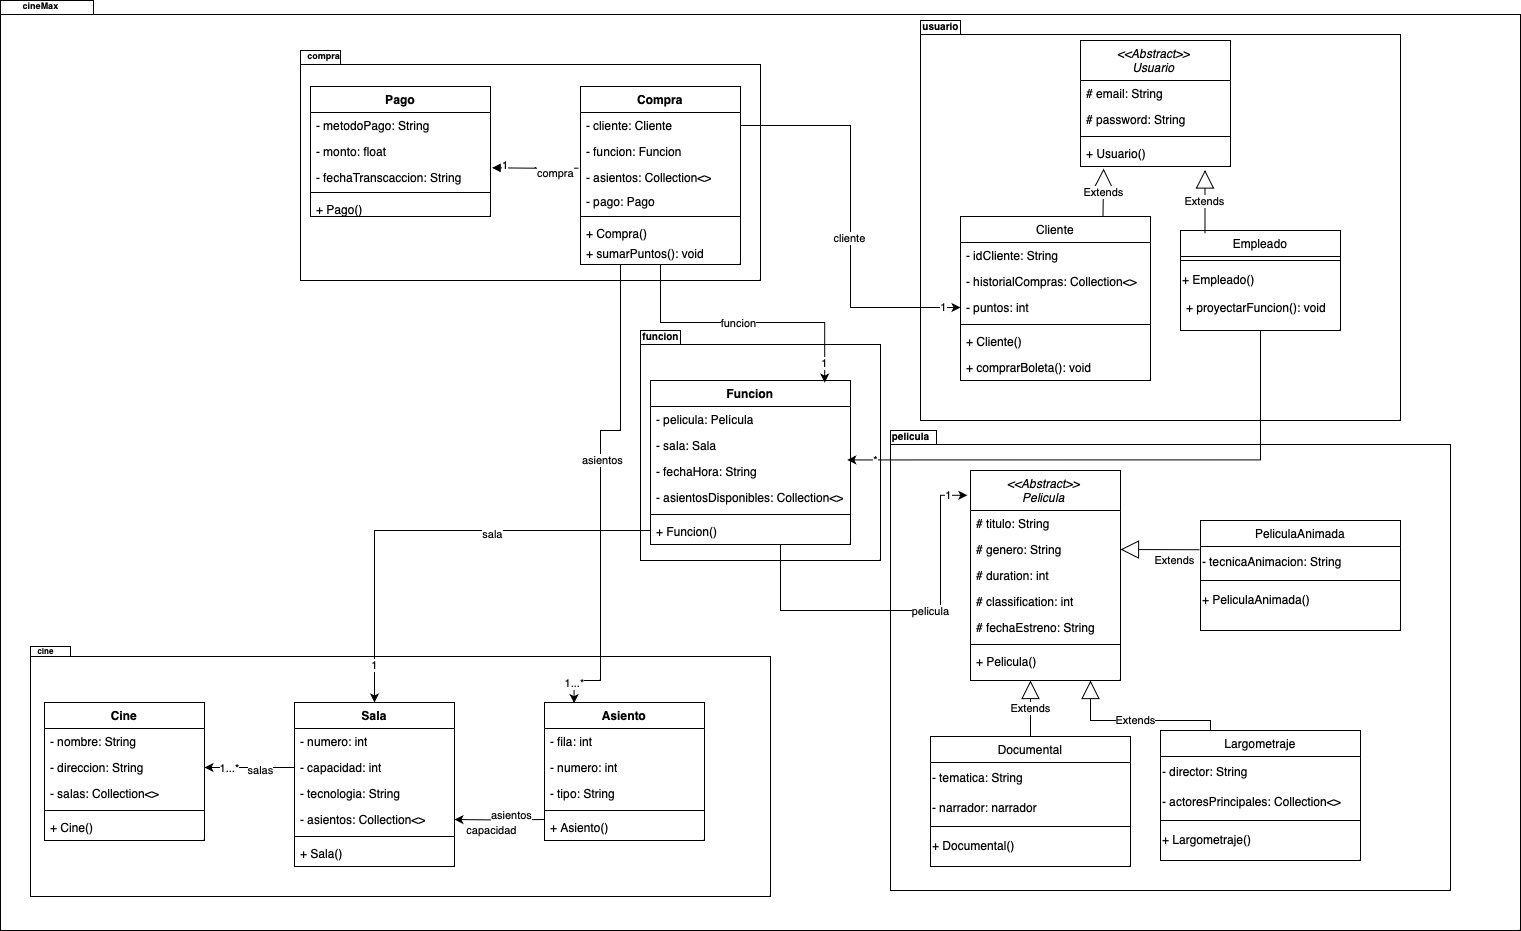 cineMax
compra
Pago
- metodoPago: String
- monto: float
- fechaTranscaccion: String
+ Pago()
1
compra
Compra
- cliente: Cliente
- funcion: Funcion
- asientos: Collection<>
- pago: Pago
+ Compra()
+ sumarPuntos(): void
cliente
1
funcion
1
asientos
1...*
usuario
<<Abstract>>
Usuario
# email: String
# password: String
+ Usuario()
Extends
Extends
Cliente
- idCliente: String
- historialCompras: Collection<>
- puntos: int
+ Cliente()
+ comprarBoleta(): void
Empleado
+ Empleado()
+ proyectarFuncion(): void
*
funcion
Funcion
- pelicula: Película
- sala: Sala
- fechaHora: String
- asientosDisponibles: Collection<>
+ Funcion()
sala
1
pelicula
1
pelicula
<<Abstract>>
Pelicula
# titulo: String
# genero: String
# duration: int
# classification: int
# fechaEstreno: String
+ Pelicula()
Extends
PeliculaAnimada
- tecnicaAnimacion: String
+ PeliculaAnimada()
Extends
Extends
Documental
- tematica: String
- narrador: narrador
+ Documental()
Largometraje
- director: String
- actoresPrincipales: Collection<>
+ Largometraje()
cine
Cine
- nombre: String
- direccion: String
- salas: Collection<>
+ Cine()
1...*
salas
Sala
- numero: int
- capacidad: int
- tecnologia: String
- asientos: Collection<>
+ Sala()
asientos
capacidad
Asiento
- fila: int
- numero: int
- tipo: String
+ Asiento()